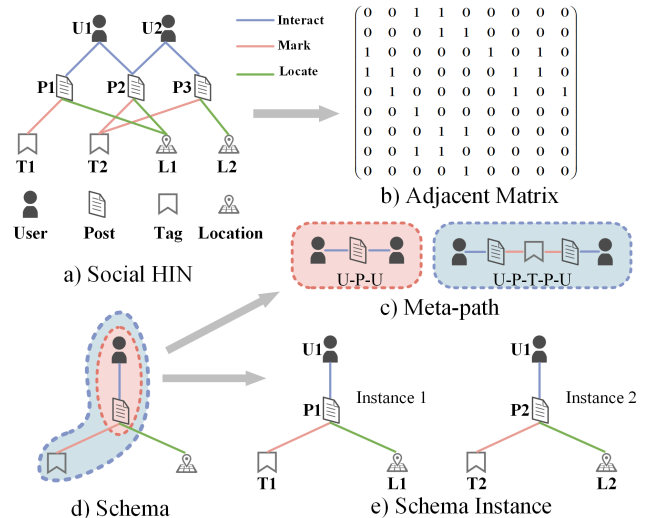 U1 U2
Interact
Mark
Locate
P1 P2 P3
T1 T2 L1 L2
User Post Tag Location
a) Social HIN
0 0 1 1 0 0 0 0 0
0 0 0 1 1 0 0 0 0
1 0 0 0 0 1 0 1 0
1 1 0 0 0 0 1 1 0
0 1 0 0 0 0 1 0 1
0 0 1 0 0 0 0 0 0
0 0 0 1 1 0 0 0 0
0 0 1 1 0 0 0 0 0
0 0 0 0 1 0 0 0 0
b) Adjacent Matrix
U-P-U U-P-T-P-U
c) Meta-path
d) Schema
U1 U1
P1 Instance 1 P2 Instance 2
T1 L1 T2 L2
e) Schema Instance